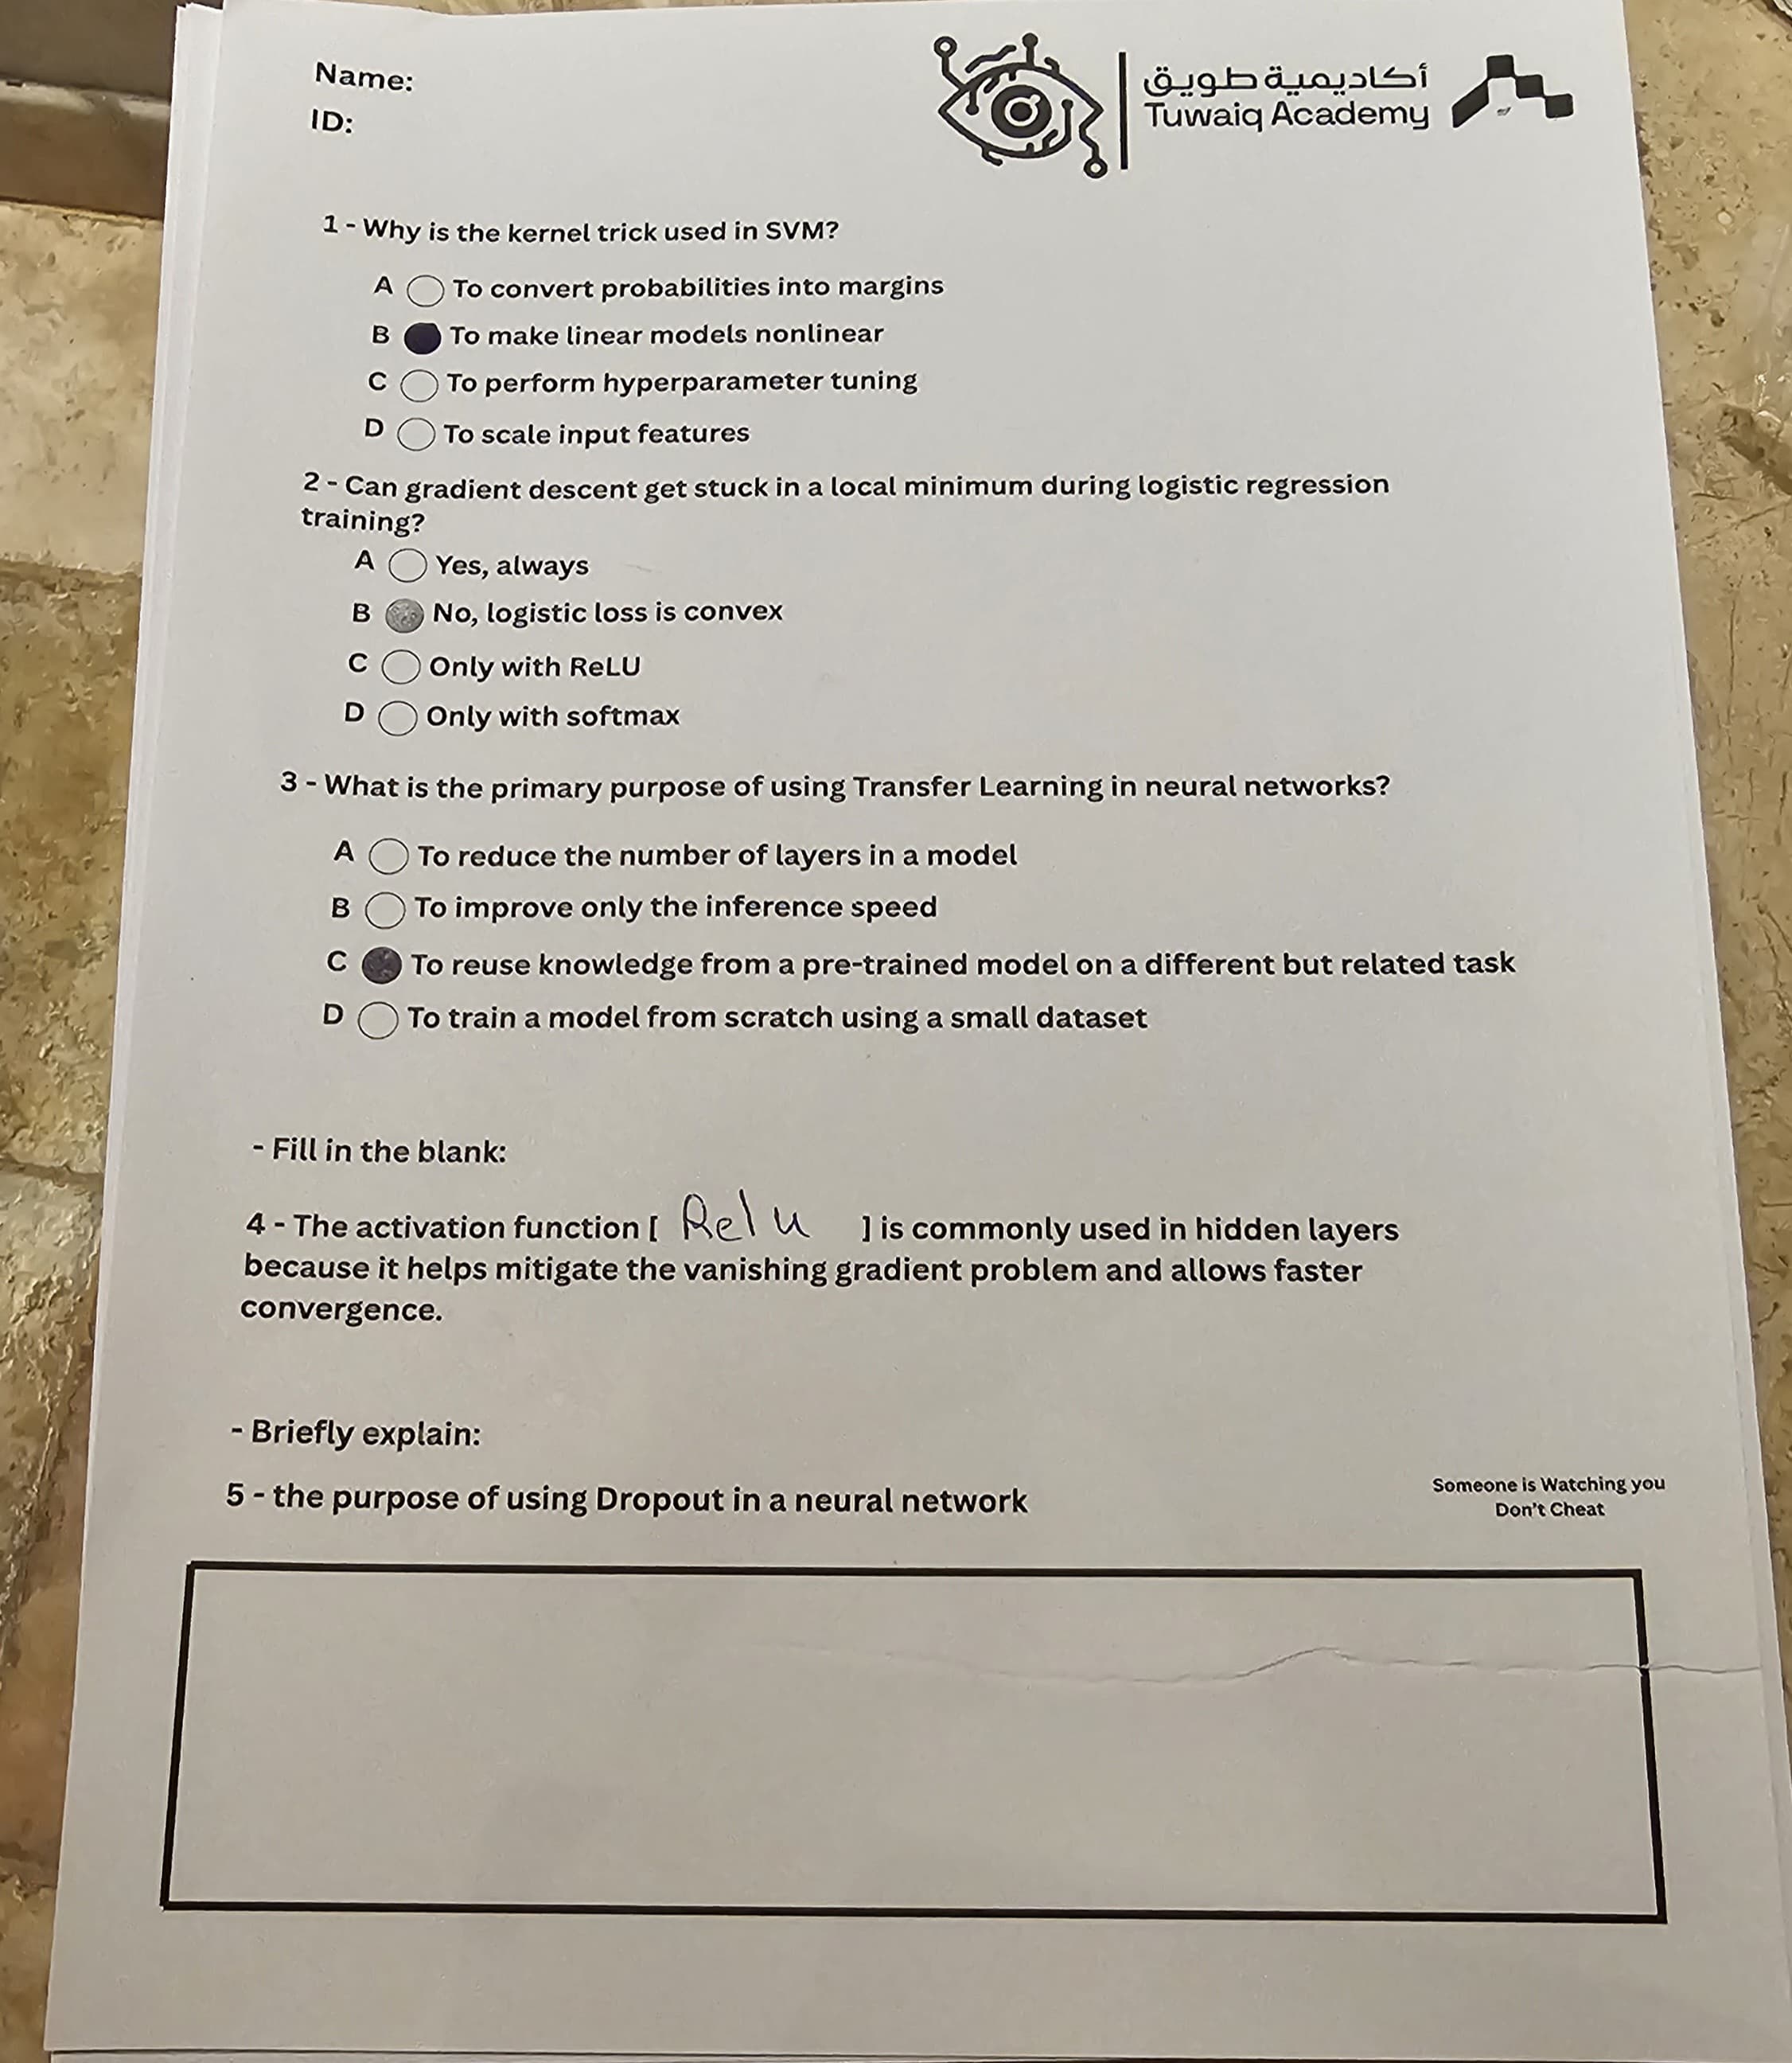 Name:
ID:
أكاديمية طويق
Tuwaiq Academy
1 - Why is the kernel trick used in SVM?
A To convert probabilities into margins
B To make linear models nonlinear
C To perform hyperparameter tuning
D To scale input features
2 - Can gradient descent get stuck in a local minimum during logistic regression
training?
A Yes, always
B No, logistic loss is convex
C Only with ReLU
D Only with softmax
3 - What is the primary purpose of using Transfer Learning in neural networks?
A To reduce the number of layers in a model
B To improve only the inference speed
C To reuse knowledge from a pre-trained model on a different but related task
D To train a model from scratch using a small dataset
- Fill in the blank:
4 - The activation function [ Relu ] is commonly used in hidden layers
because it helps mitigate the vanishing gradient problem and allows faster
convergence.
- Briefly explain:
5 - the purpose of using Dropout in a neural network
Someone is Watching you
Don't Cheat